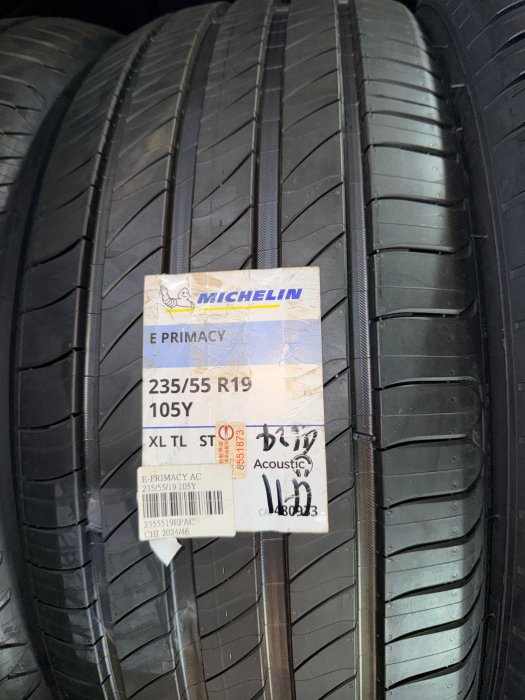 MICHELIN
E PRIMACY
235/55 R19
105Y
XL TL ST
8551873
Acoustic
E-PRIMACY AC
235/55/19 105Y
2355519EPAC
CHI 2024/46